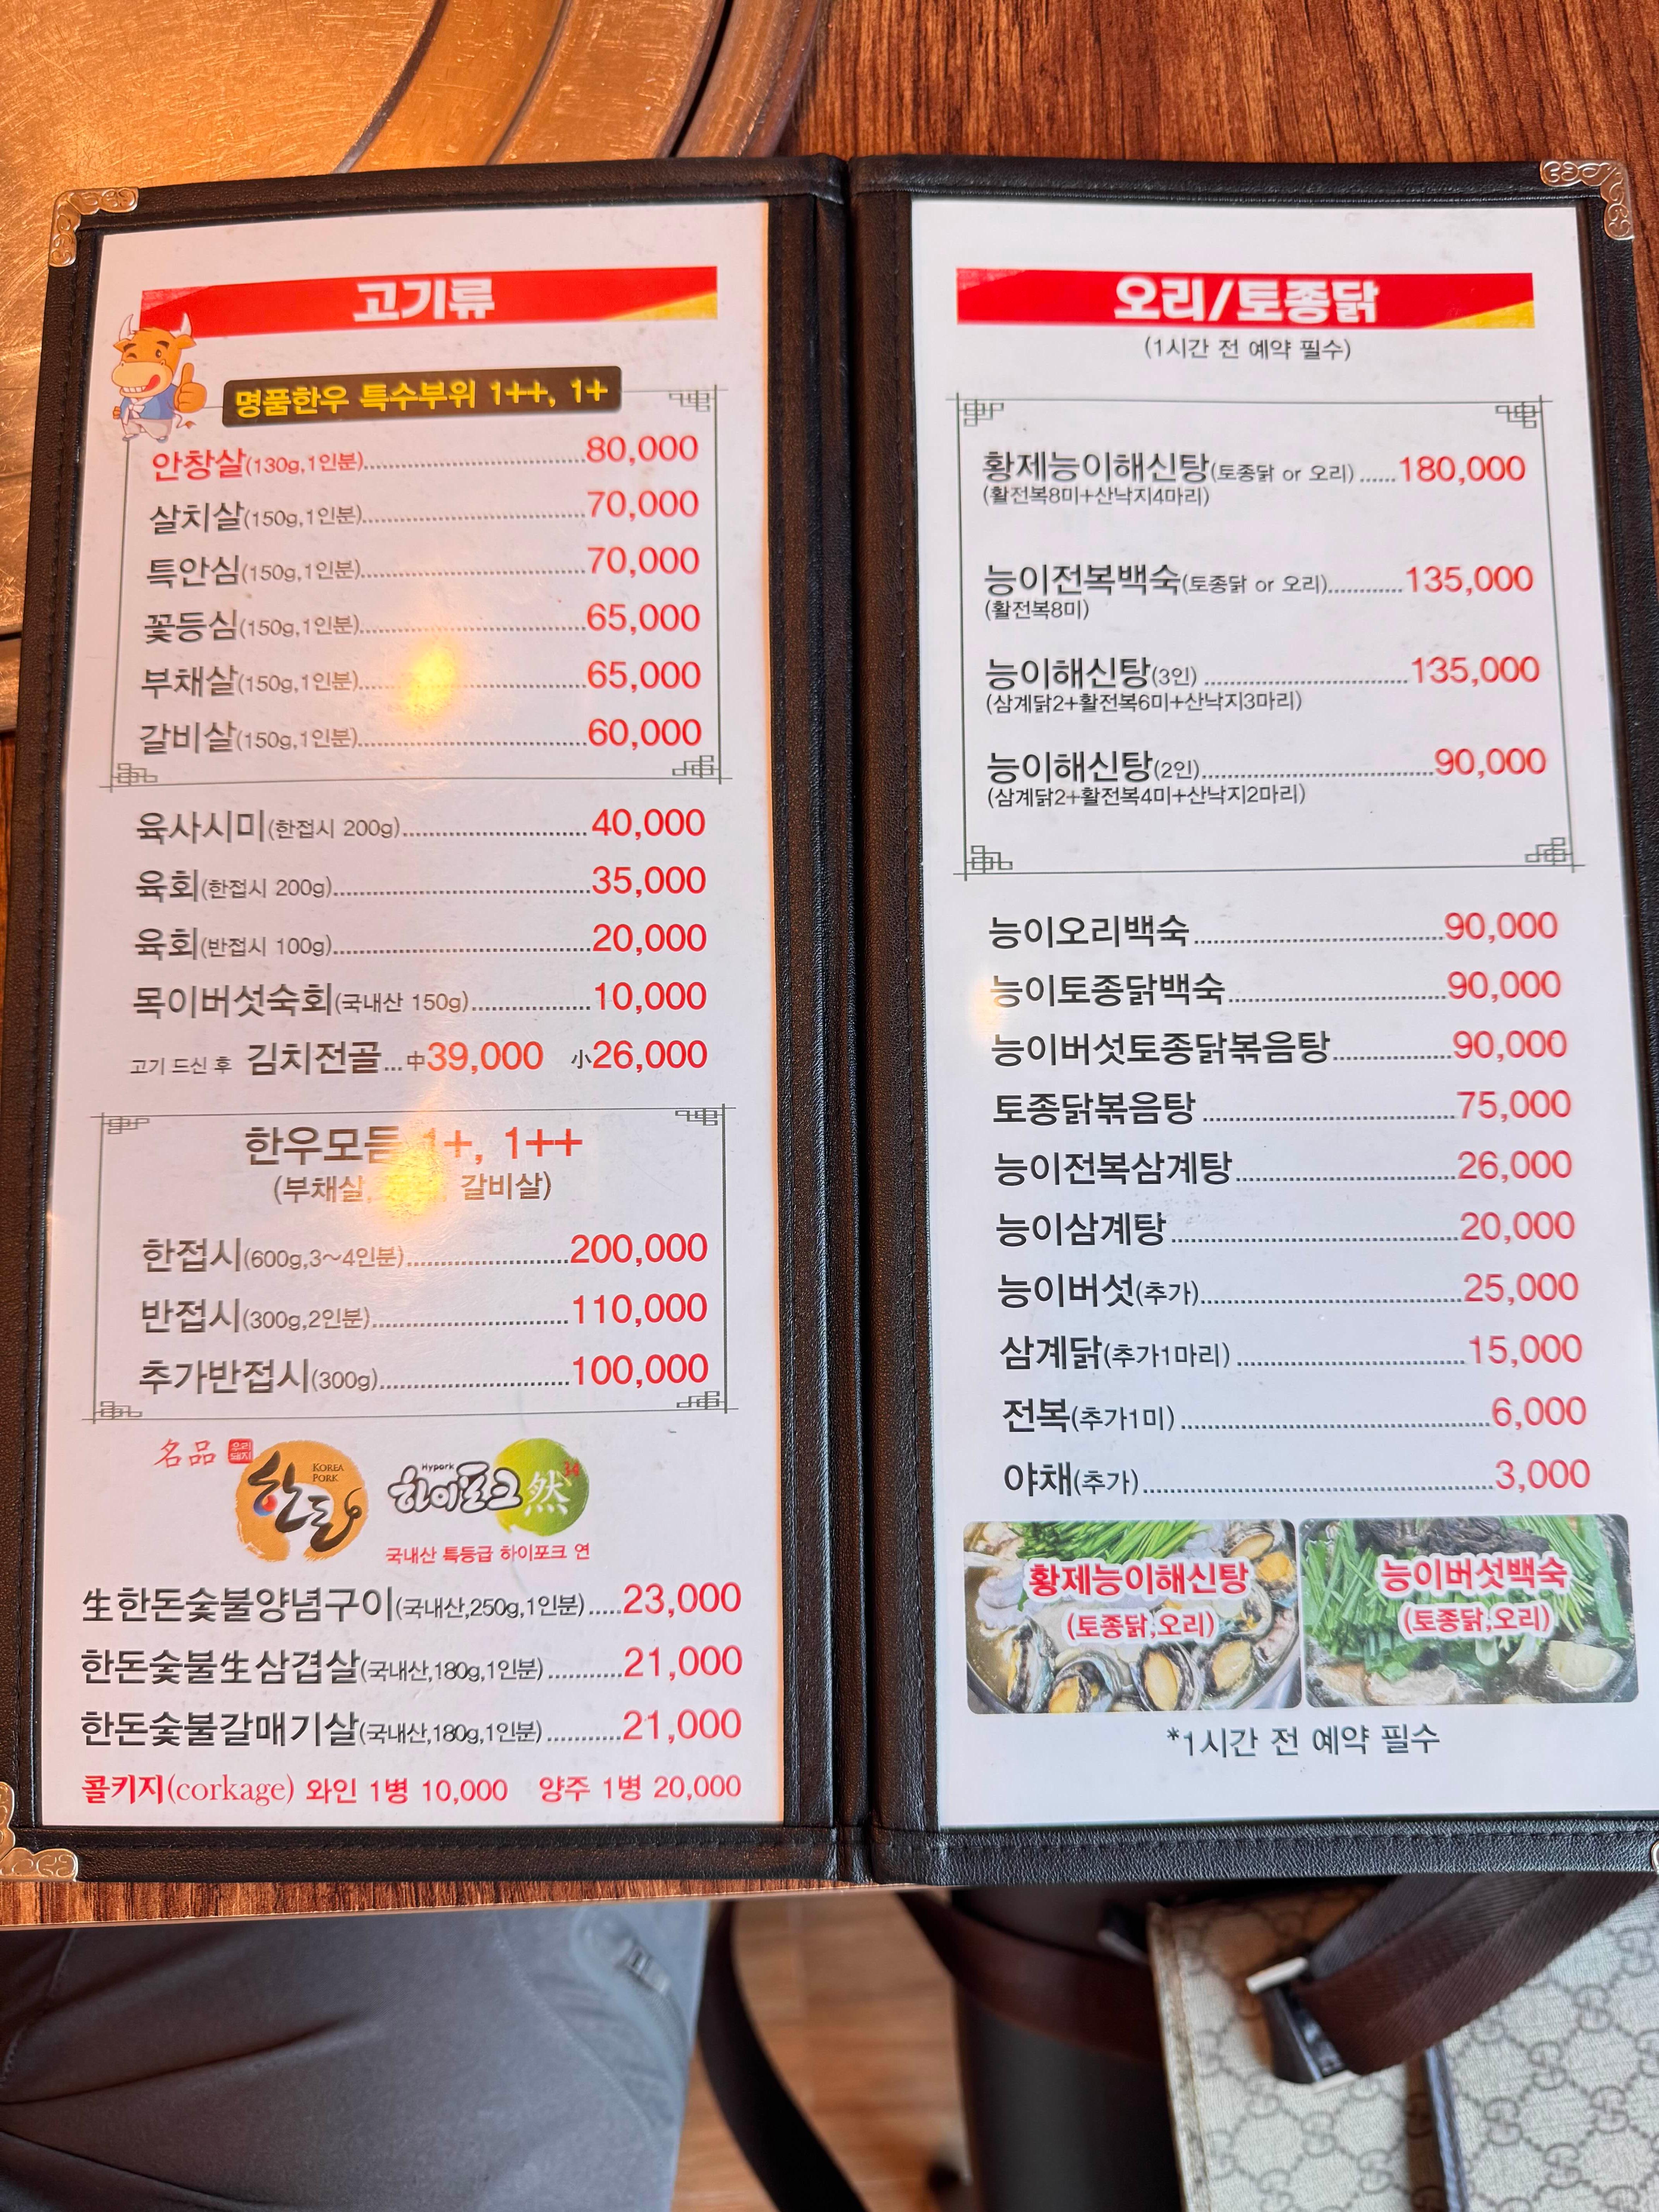 고기류
명품한우 특수부위 1++, 1+
안창살(130g,1인분) 80,000
살치살(150g,1인분) 70,000
특안심(150g,1인분) 70,000
꽃등심(150g,1인분) 65,000
부채살(150g,1인분) 65,000
갈비살(150g,1인분) 60,000
육사시미(한접시 200g) 40,000
육회(한접시 200g) 35,000
육회(반접시 100g) 20,000
목이버섯숙회(국내산 150g) 10,000
고기 드신 후 김치전골...中39,000 小26,000
한우모듬 1+, 1++
(부채살, 갈비살)
한접시(600g,3~4인분) 200,000
반접시(300g,2인분) 110,000
추가반접시(300g) 100,000
名品 우리돼지 한돈 KOREA PORK
Hypork 하이포크 然
국내산 특등급 하이포크 연
生한돈숯불양념구이(국내산,250g,1인분) 23,000
한돈숯불生삼겹살(국내산,180g,1인분) 21,000
한돈숯불갈매기살(국내산,180g,1인분) 21,000
콜키지(corkage) 와인 1병 10,000 양주 1병 20,000
오리/토종닭
(1시간 전 예약 필수)
황제능이해신탕(토종닭 or 오리) 180,000
(활전복8미+산낙지4마리)
능이전복백숙(토종닭 or 오리) 135,000
(활전복8미)
능이해신탕(3인) 135,000
(삼계닭2+활전복6미+산낙지3마리)
능이해신탕(2인) 90,000
(삼계닭2+활전복4미+산낙지2마리)
능이오리백숙 90,000
능이토종닭백숙 90,000
능이버섯토종닭볶음탕 90,000
토종닭볶음탕 75,000
능이전복삼계탕 26,000
능이삼계탕 20,000
능이버섯(추가) 25,000
삼계닭(추가1마리) 15,000
전복(추가1미) 6,000
야채(추가) 3,000
황제능이해신탕
(토종닭,오리)
능이버섯백숙
(토종닭,오리)
*1시간 전 예약 필수